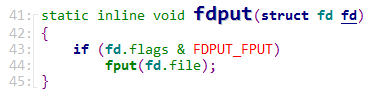 41: static inline void fdput(struct fd fd)
42: {
43:     if (fd.flags & FDPUT_FPUT)
44:         fput(fd.file);
45: }